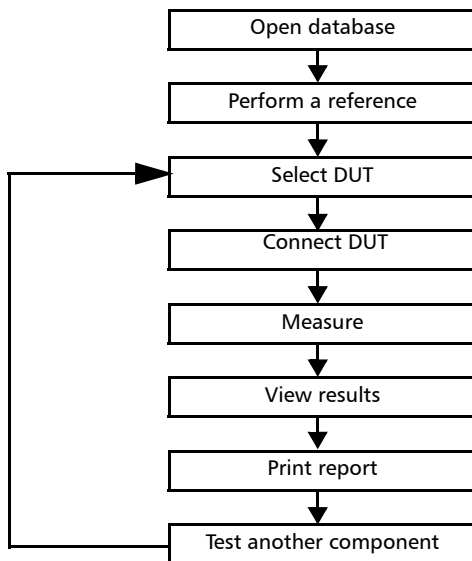 Open database
Perform a reference
Select DUT
Connect DUT
Measure
View results
Print report
Test another component